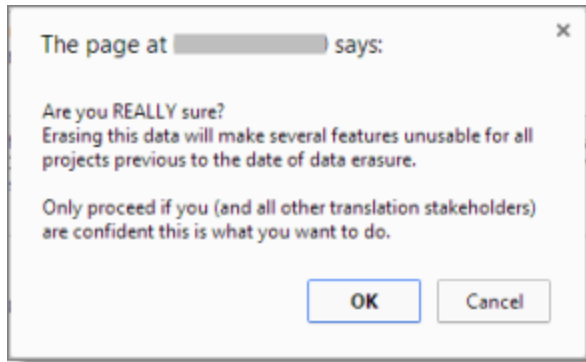 The page at says:
Are you REALLY sure?
Erasing this data will make several features unusable for all
projects previous to the date of data erasure.
Only proceed if you (and all other translation stakeholders)
are confident this is what you want to do.
OK Cancel